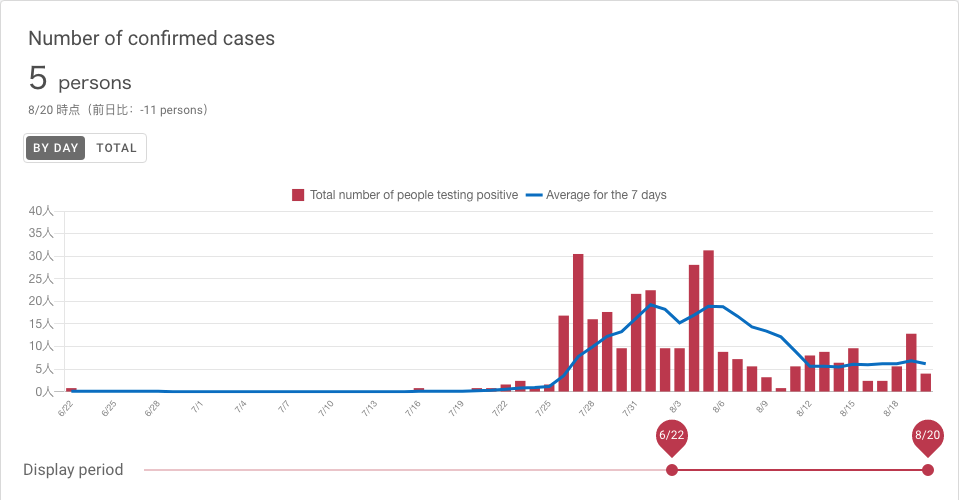 Number of confirmed cases
5 persons
8/20 時点（前日比： -11 persons）
BY DAY TOTAL
Total number of people testing positive Average for the 7 days
40人
35人
30人
25人
20人
15人
10人
5人
0人
6/22 6/25 6/28 7/1 7/4 7/7 7/10 7/13 7/16 7/19 7/22 7/25 7/28 7/31 8/3 8/6 8/9 8/12 8/15 8/18
6/22 8/20
Display period